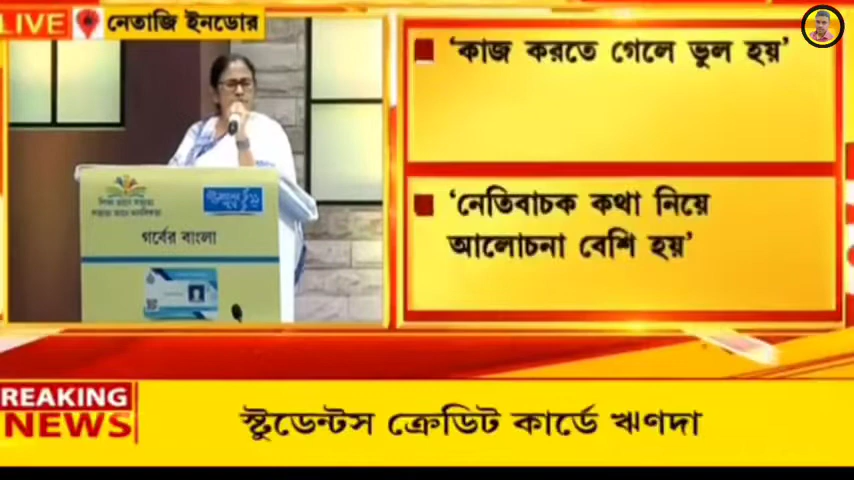 LIVE
নেতাজি ইনডোর
‘কাজ করতে গেলে ভুল হয়’
‘নেতিবাচক কথা নিয়ে
আলোচনা বেশি হয়’
গর্বের বাংলা
REAKING
NEWS
স্টুডেন্টস ক্রেডিট কার্ডে ঋণদা